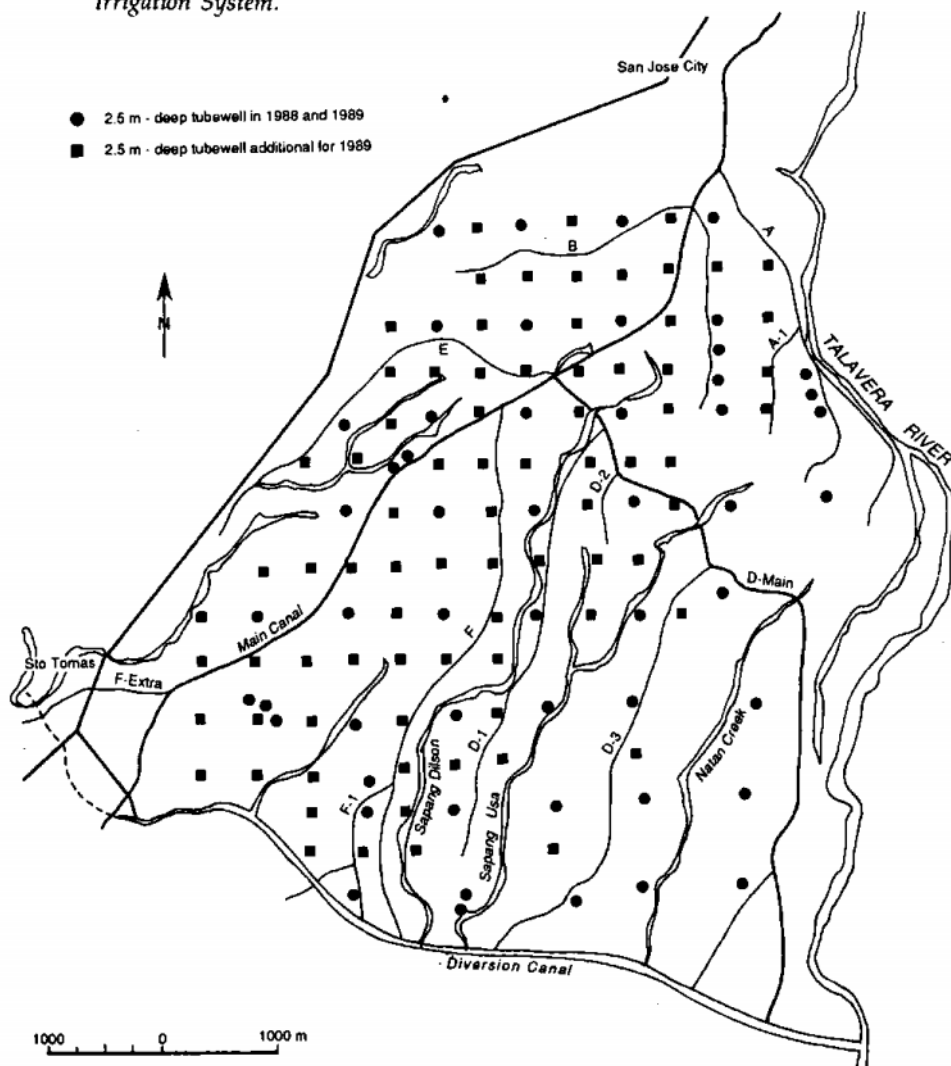 Irrigation System.
San Jose City
2.5 m - deep tubewell in 1988 and 1989
2.5 m - deep tubewell additional for 1989
N
A
B
E
A-1
TALAVERA RIVER
D-2
D-Main
F
Main Canal
Sto Tomas
F-Extra
D-1
D-3
Natan Creek
Sapang Dilson
Sapang Usa
F-1
Diversion Canal
1000 0 1000 m